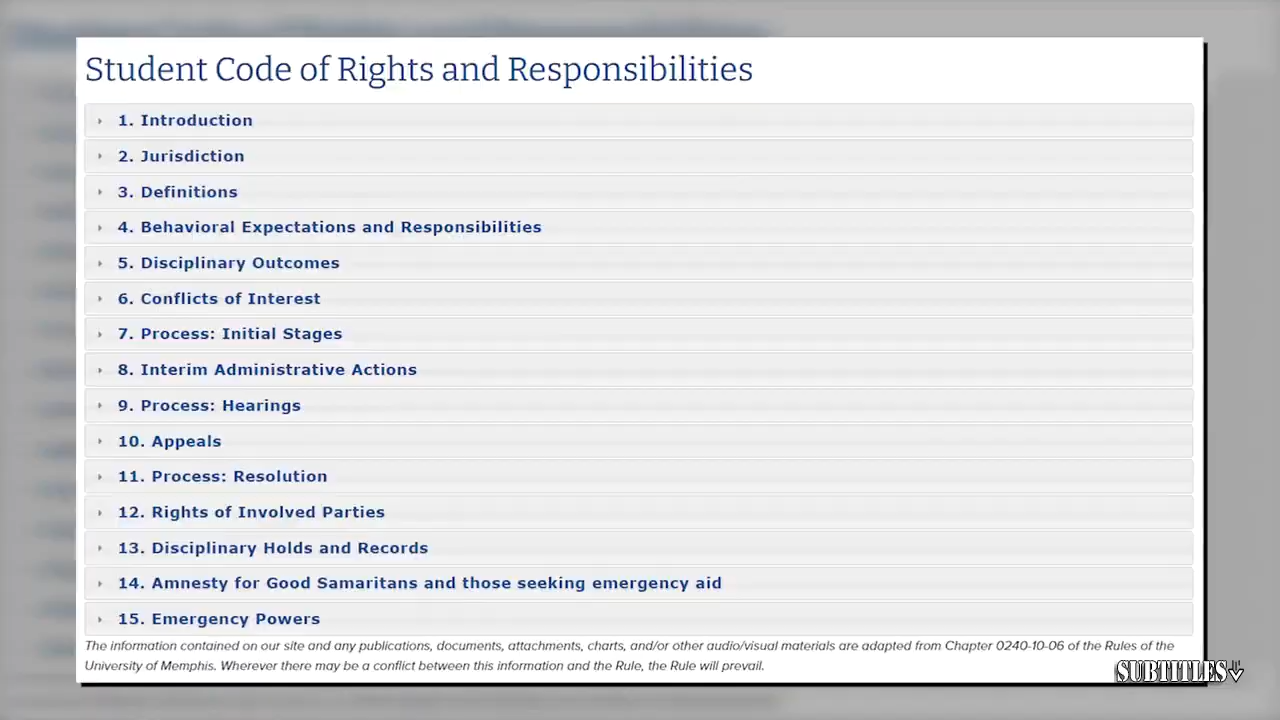 Student Code of Rights and Responsibilities
1. Introduction
2. Jurisdiction
3. Definitions
4. Behavioral Expectations and Responsibilities
5. Disciplinary Outcomes
6. Conflicts of Interest
7. Process: Initial Stages
8. Interim Administrative Actions
9. Process: Hearings
10. Appeals
11. Process: Resolution
12. Rights of Involved Parties
13. Disciplinary Holds and Records
14. Amnesty for Good Samaritans and those seeking emergency aid
15. Emergency Powers
The information contained on our site and any publications, documents, attachments, charts, and/or other audio/visual materials are adapted from Chapter 0240-10-06 of the Rules of the
University of Memphis. Wherever there may be a conflict between this information and the Rule, the Rule will prevail.
SUBTITLES